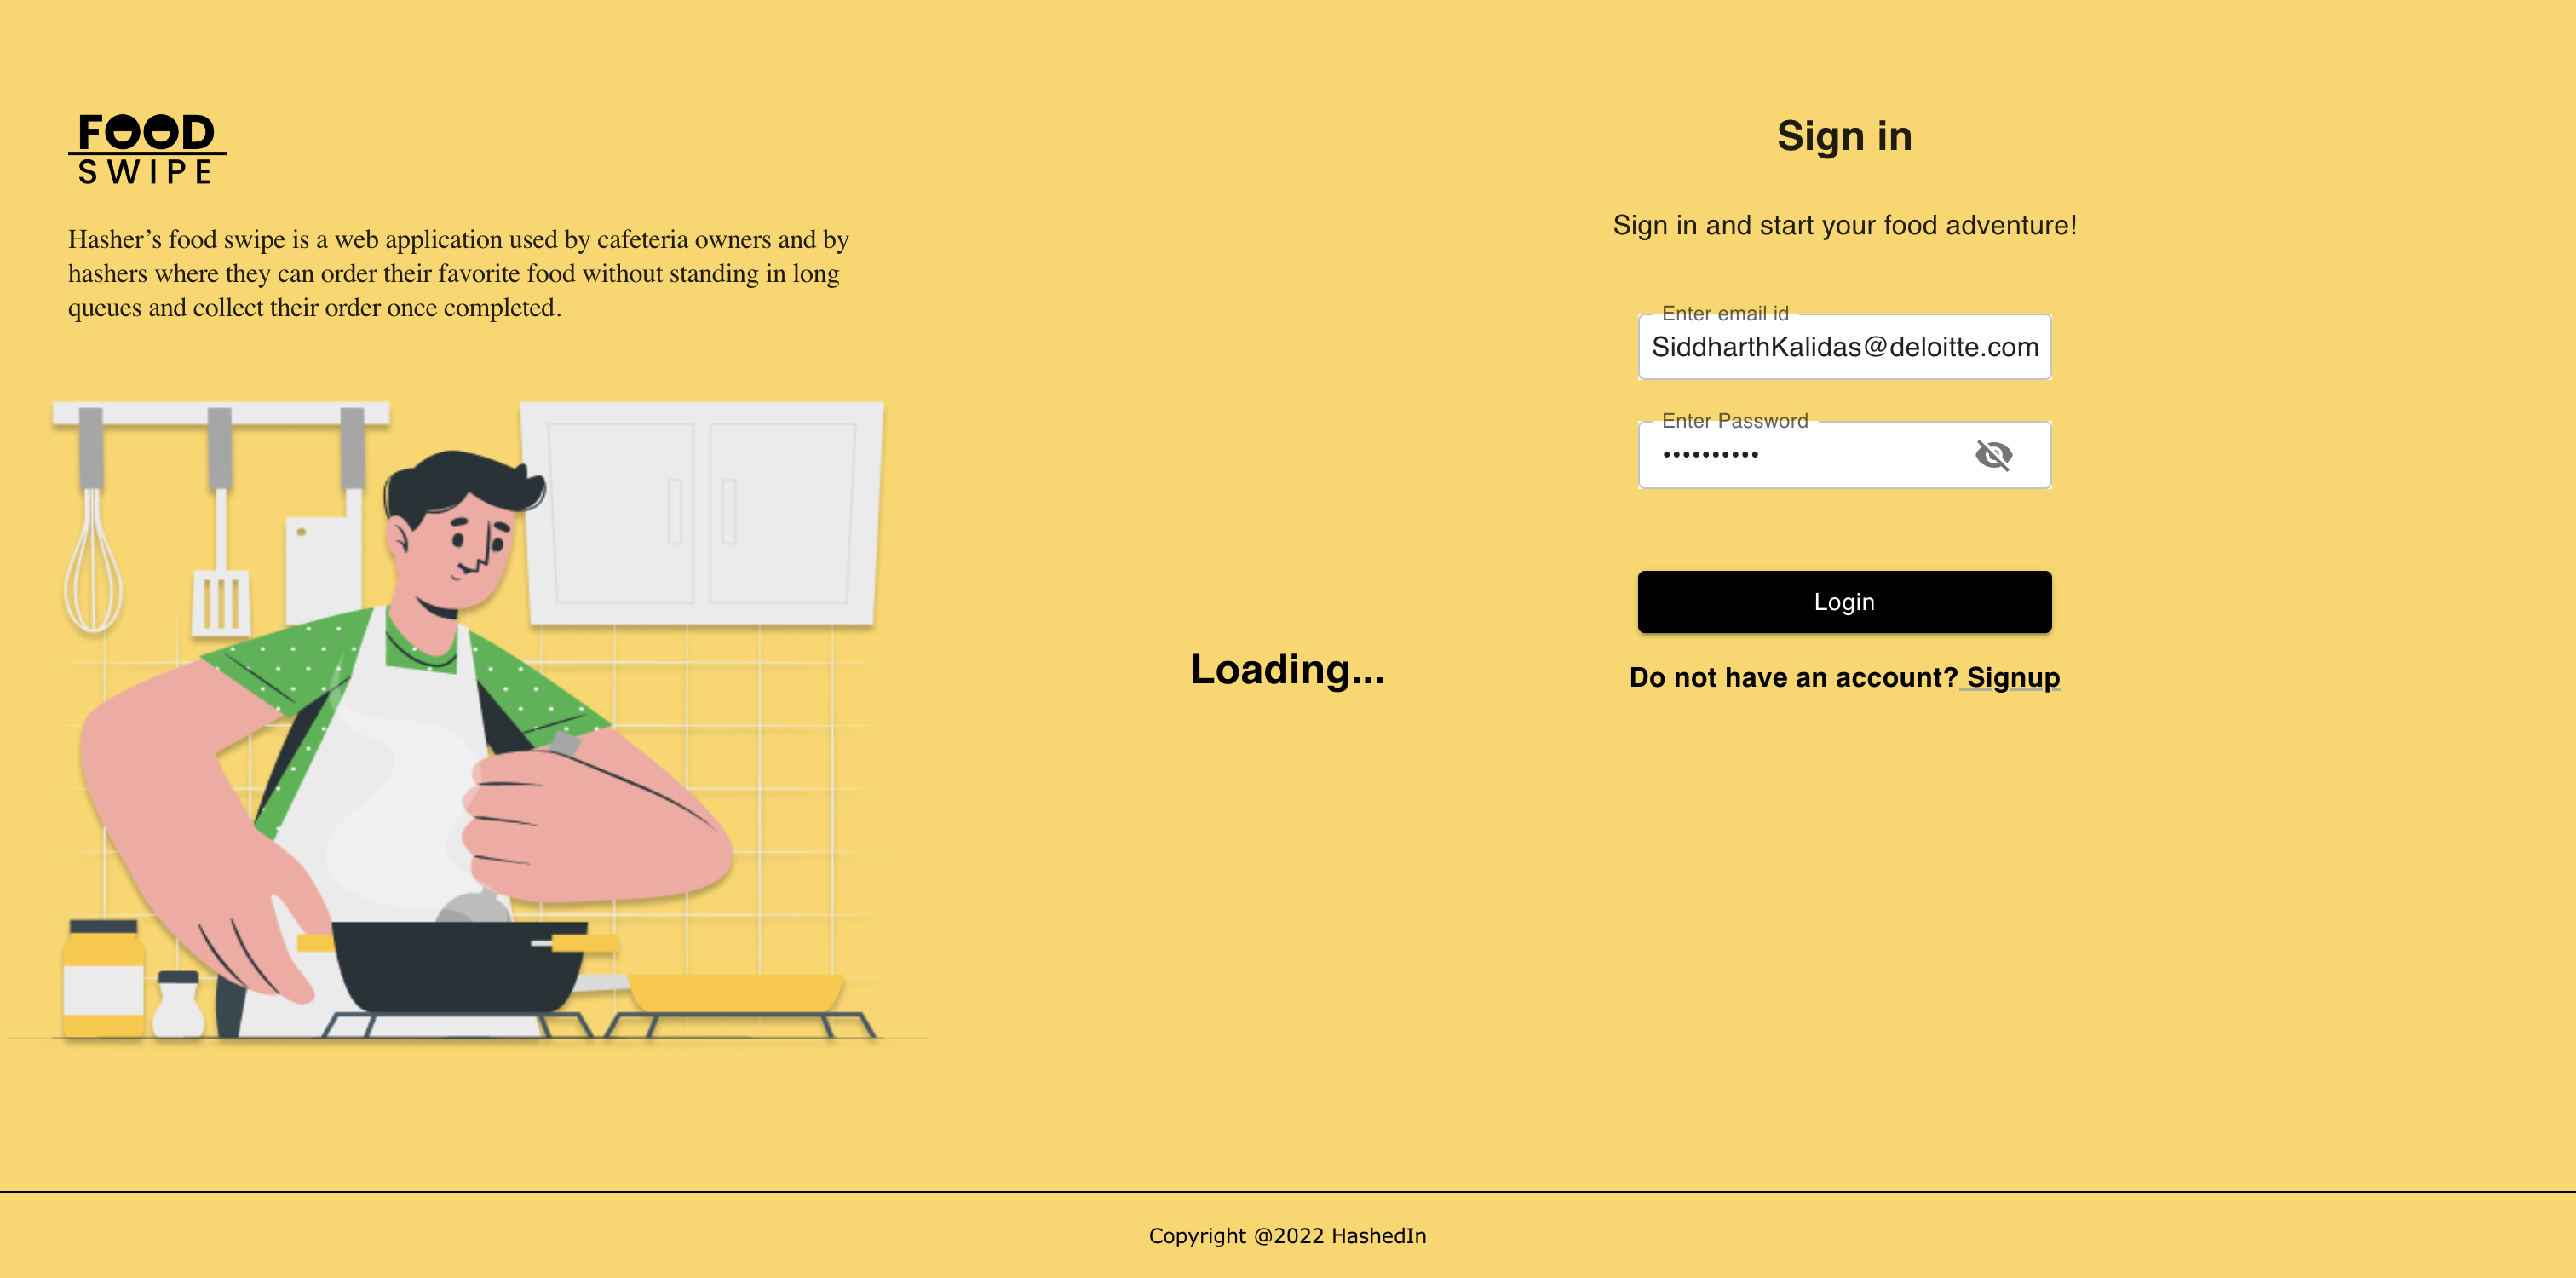 FOOD
SWIPE
Hasher’s food swipe is a web application used by cafeteria owners and by
hashers where they can order their favorite food without standing in long
queues and collect their order once completed.
Sign in
Sign in and start your food adventure!
Enter email id
SiddharthKalidas@deloitte.com
Enter Password
••••••••••
Login
Loading...
Do not have an account? Signup
Copyright @2022 HashedIn